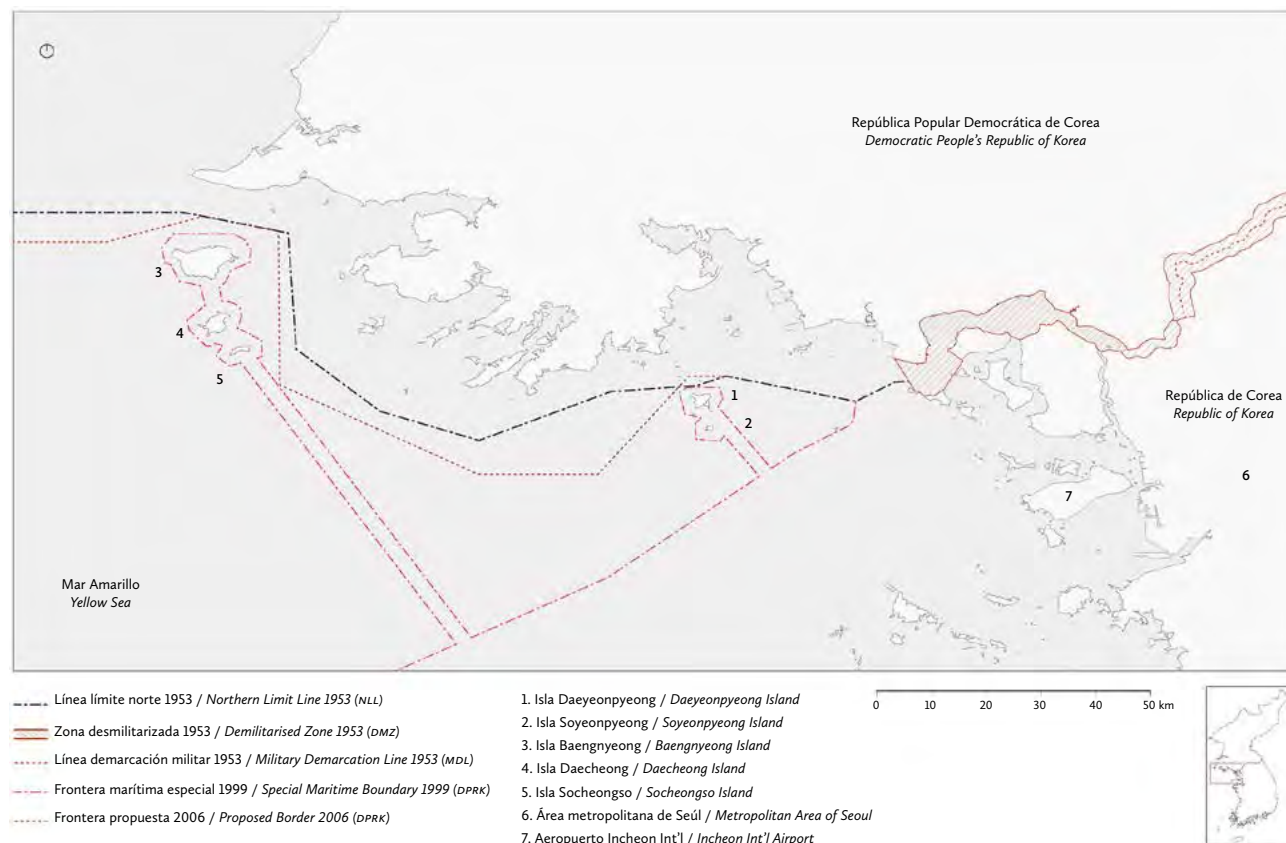 República Popular Democrática de Corea
Democratic People's Republic of Korea
3
4
5
1
2
República de Corea
Republic of Korea
6
7
Mar Amarillo
Yellow Sea
Línea límite norte 1953 / Northern Limit Line 1953 (NLL)
Zona desmilitarizada 1953 / Demilitarised Zone 1953 (DMZ)
Línea demarcación militar 1953 / Military Demarcation Line 1953 (MDL)
Frontera marítima especial 1999 / Special Maritime Boundary 1999 (DPRK)
Frontera propuesta 2006 / Proposed Border 2006 (DPRK)
1. Isla Daeyeonpyeong / Daeyeonpyeong Island
2. Isla Soyeonpyeong / Soyeonpyeong Island
3. Isla Baengnyeong / Baengnyeong Island
4. Isla Daecheong / Daecheong Island
5. Isla Socheongso / Socheongso Island
6. Área metropolitana de Seúl / Metropolitan Area of Seoul
7. Aeropuerto Incheon Int'l / Incheon Int'l Airport
0 10 20 30 40 50 km